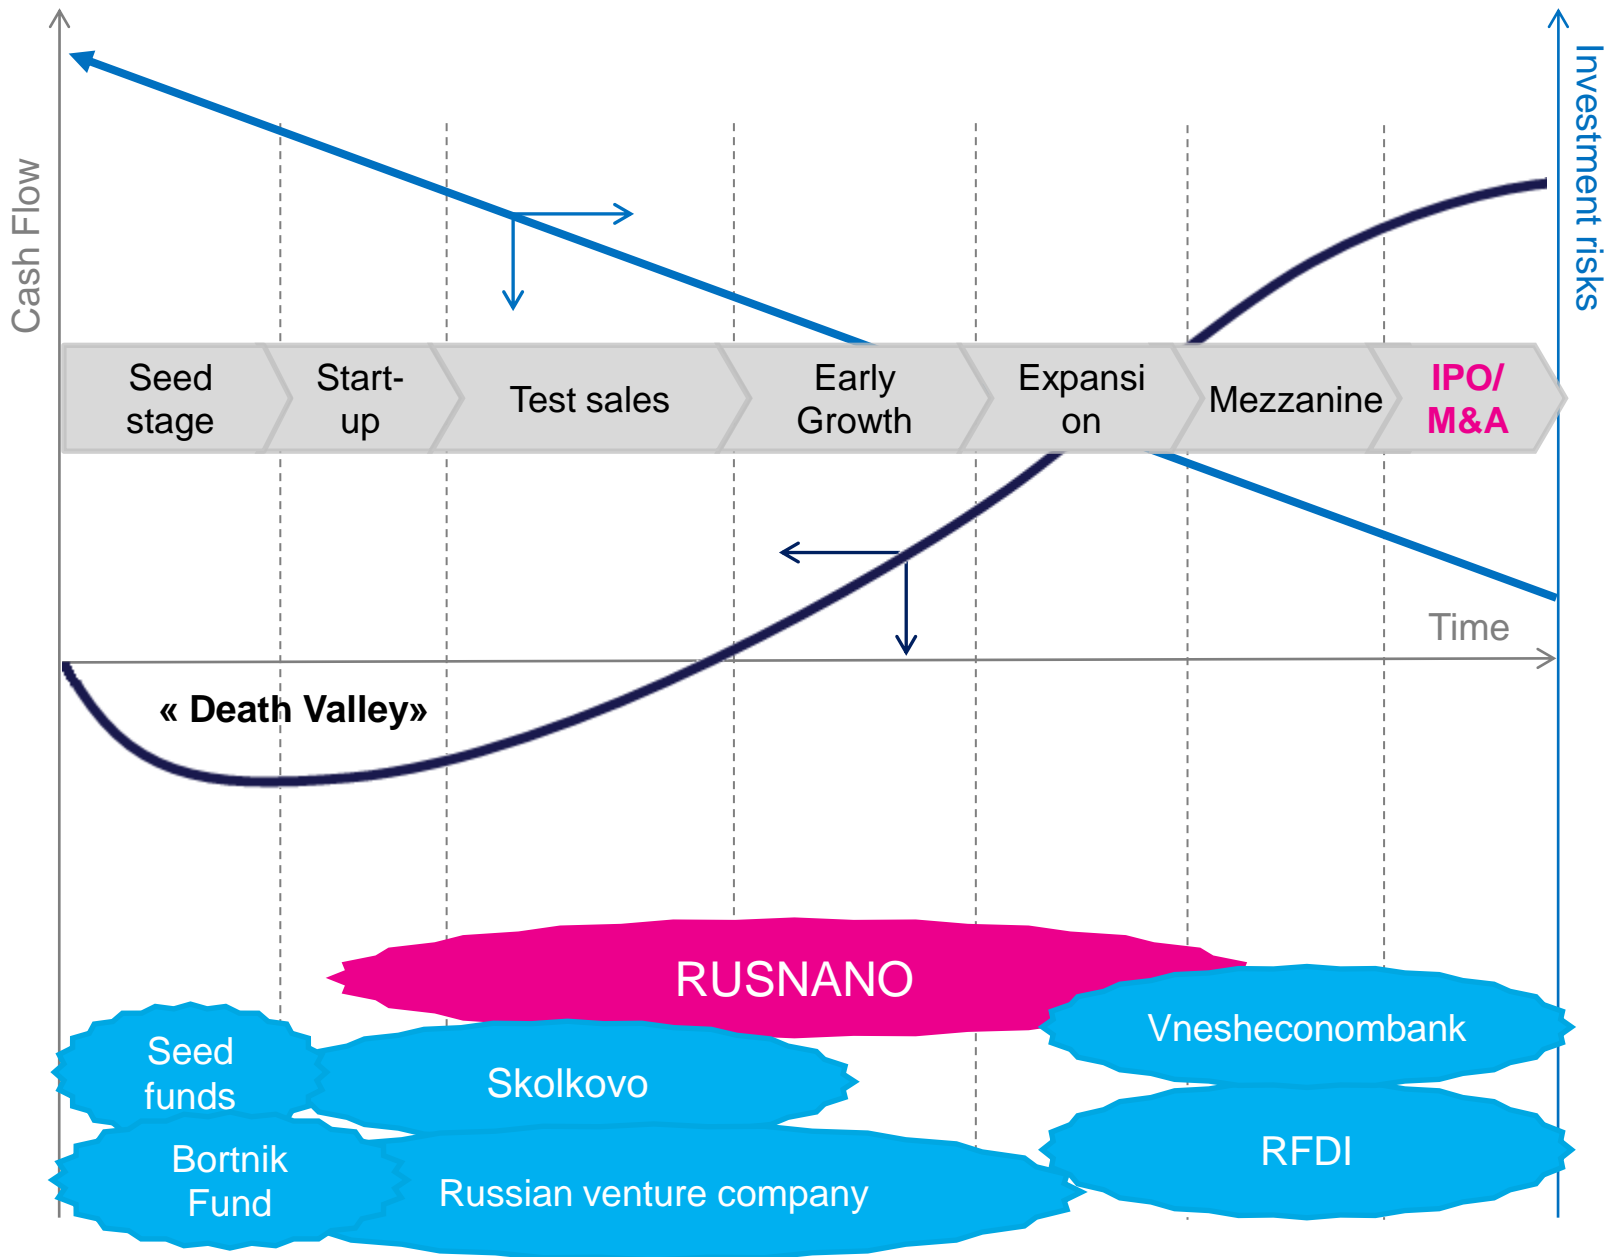 Cash Flow
Investment risks
Seed
stage
Start-
up
Test sales
Early
Growth
Expansi
on
Mezzanine
IPO/
M&A
Time
« Death Valley»
RUSNANO
Vnesheconombank
Seed
funds
Skolkovo
RFDI
Bortnik
Fund
Russian venture company